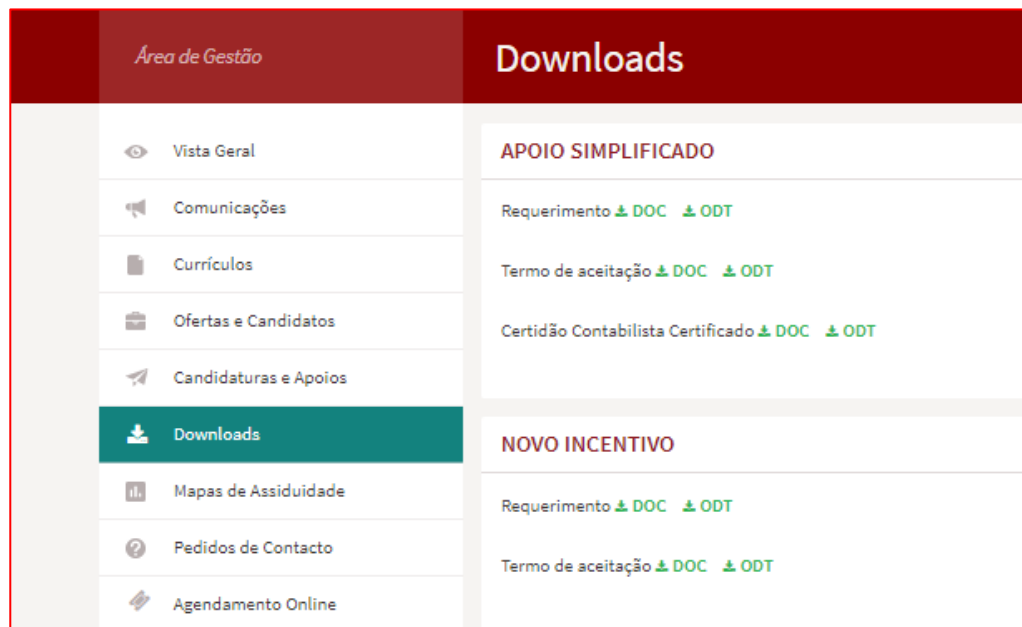 Área de Gestão
Downloads
Vista Geral
Comunicações
Currículos
Ofertas e Candidatos
Candidaturas e Apoios
Downloads
Mapas de Assiduidade
Pedidos de Contacto
Agendamento Online
APOIO SIMPLIFICADO
Requerimento DOC ODT
Termo de aceitação DOC ODT
Certidão Contabilista Certificado DOC ODT
NOVO INCENTIVO
Requerimento DOC ODT
Termo de aceitação DOC ODT